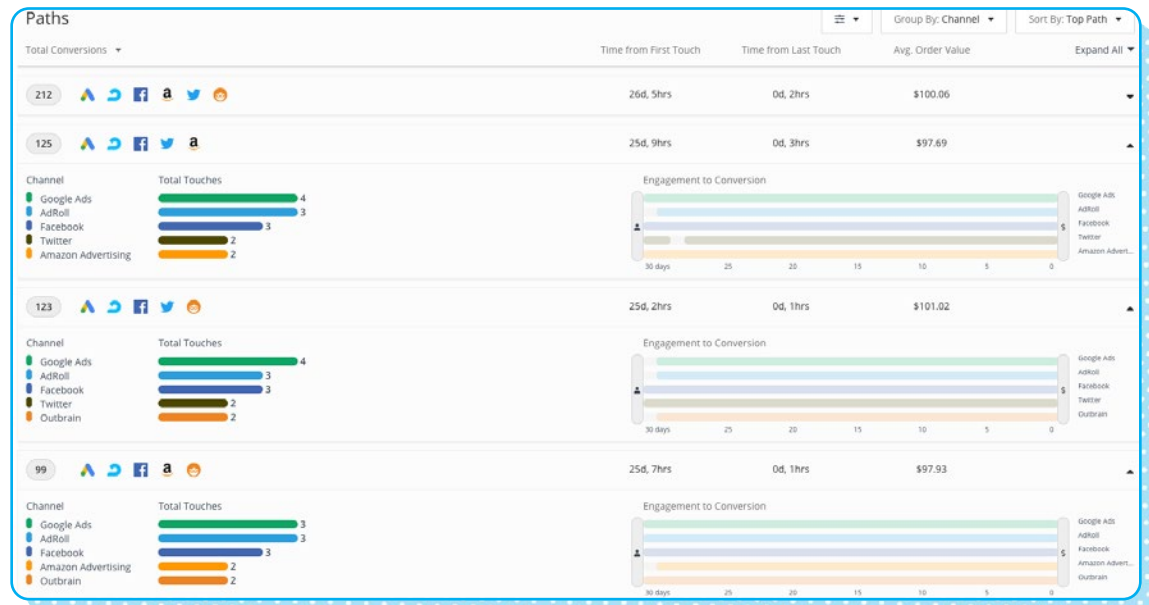 Paths
Group By: Channel
Sort By: Top Path
Total Conversions
Time from First Touch
Time from Last Touch
Avg. Order Value
Expand All
212
26d, 5hrs
0d, 2hrs
$100.06
125
25d, 9hrs
0d, 3hrs
$97.69
Channel
Total Touches
Engagement to Conversion
Google Ads
4
AdRoll
3
Facebook
3
Twitter
2
Amazon Advertising
2
$
Google Ads
AdRoll
Facebook
Twitter
Amazon Advert...
30 days
25
20
15
10
5
0
123
25d, 2hrs
0d, 1hrs
$101.02
Channel
Total Touches
Engagement to Conversion
Google Ads
4
AdRoll
3
Facebook
3
Twitter
2
Outbrain
2
$
Google Ads
AdRoll
Facebook
Twitter
Outbrain
30 days
25
20
15
10
5
0
99
25d, 7hrs
0d, 1hrs
$97.93
Channel
Total Touches
Engagement to Conversion
Google Ads
3
AdRoll
3
Facebook
3
Amazon Advertising
2
Outbrain
2
$
Google Ads
AdRoll
Facebook
Amazon Advert...
Outbrain
30 days
25
20
15
10
5
0